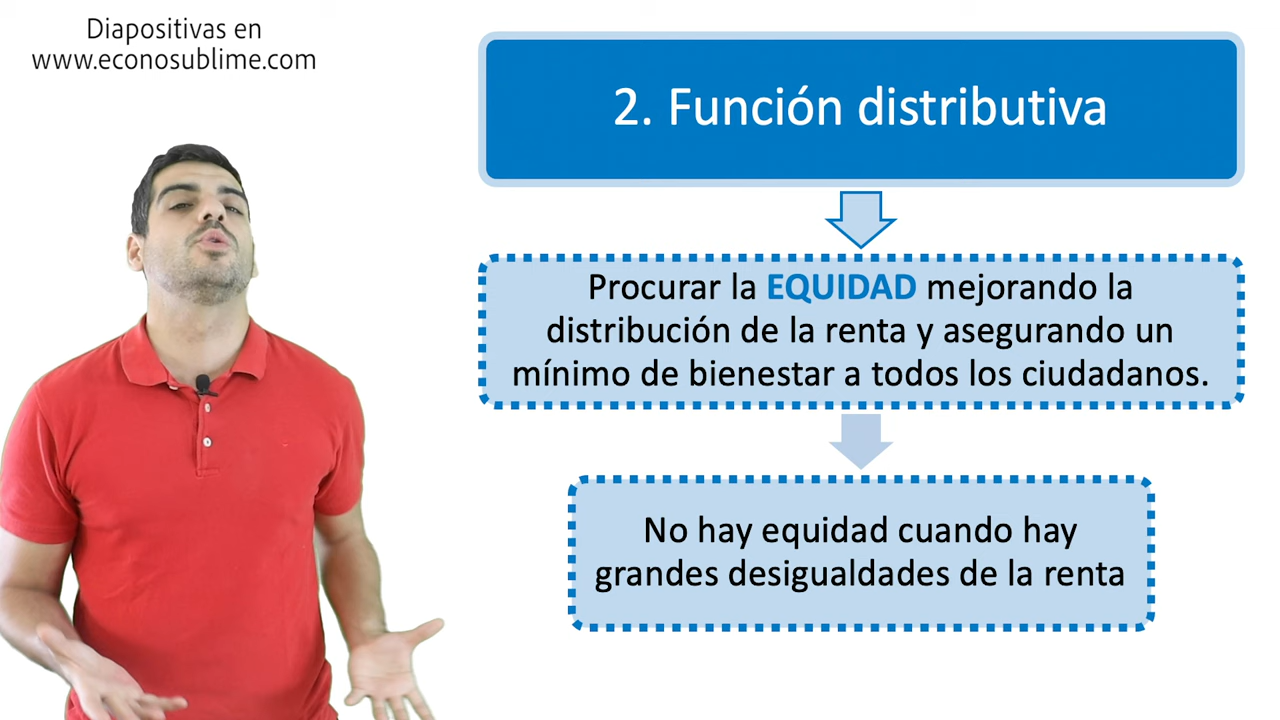 Diapositivas en
www.econosublime.com
2. Función distributiva
Procurar la EQUIDAD mejorando la
distribución de la renta y asegurando un
mínimo de bienestar a todos los ciudadanos.
No hay equidad cuando hay
grandes desigualdades de la renta